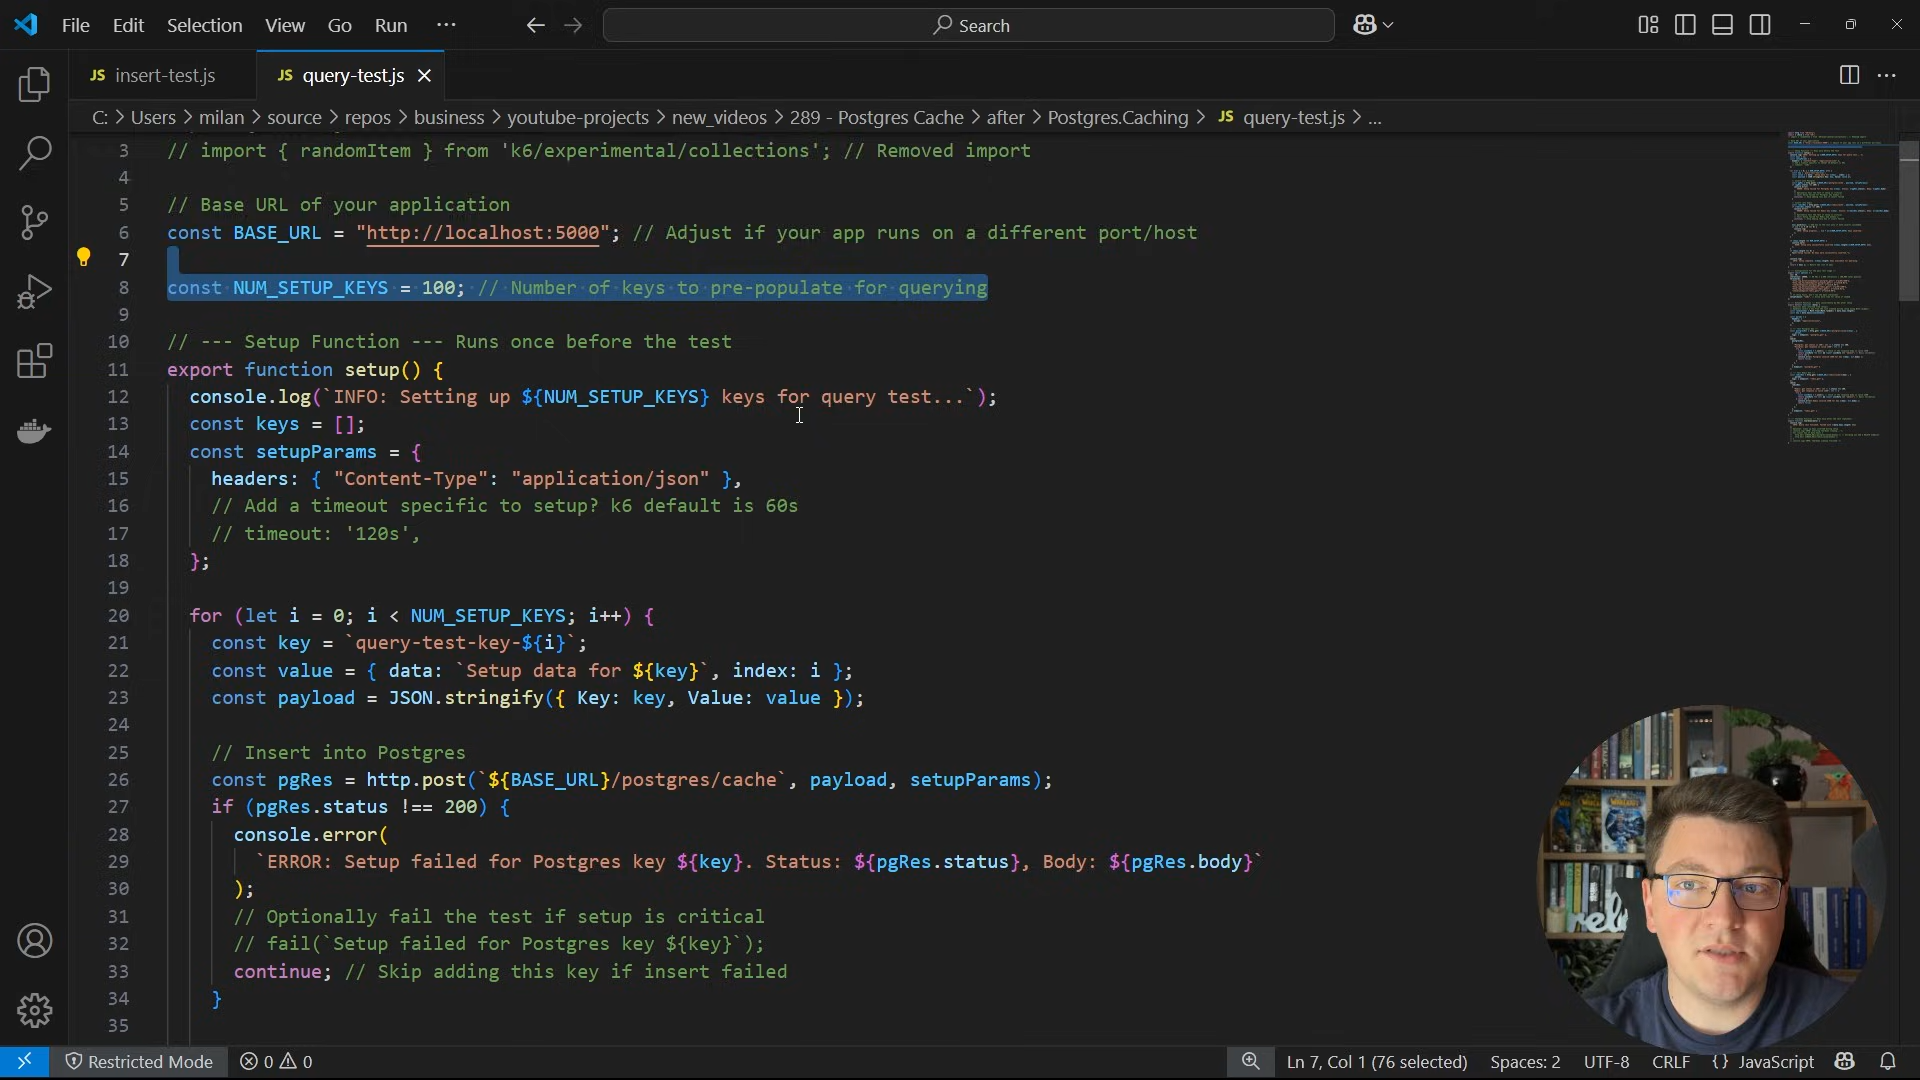 File Edit Selection View Go Run ···
Search
JS insert-test.js
JS query-test.js
C: > Users > milan > source > repos > business > youtube-projects > new_videos > 289 - Postgres Cache > after > Postgres.Caching > JS query-test.js > ...
3 // import { randomItem } from 'k6/experimental/collections'; // Removed import
4
5 // Base URL of your application
6 const BASE_URL = "http://localhost:5000"; // Adjust if your app runs on a different port/host
7
8 const NUM_SETUP_KEYS = 100; // Number of keys to pre-populate for querying
9
10 // --- Setup Function --- Runs once before the test
11 export function setup() {
12 console.log(`INFO: Setting up ${NUM_SETUP_KEYS} keys for query test...`);
13 const keys = [];
14 const setupParams = {
15 headers: { "Content-Type": "application/json" },
16 // Add a timeout specific to setup? k6 default is 60s
17 // timeout: '120s',
18 };
19
20 for (let i = 0; i < NUM_SETUP_KEYS; i++) {
21 const key = `query-test-key-${i}`;
22 const value = { data: `Setup data for ${key}`, index: i };
23 const payload = JSON.stringify({ Key: key, Value: value });
24
25 // Insert into Postgres
26 const pgRes = http.post(`${BASE_URL}/postgres/cache`, payload, setupParams);
27 if (pgRes.status !== 200) {
28 console.error(
29 `ERROR: Setup failed for Postgres key ${key}. Status: ${pgRes.status}, Body: ${pgRes.body}`
30 );
31 // Optionally fail the test if setup is critical
32 // fail(`Setup failed for Postgres key ${key}`);
33 continue; // Skip adding this key if insert failed
34 }
35
Restricted Mode 0 0 Ln 7, Col 1 (76 selected) Spaces: 2 UTF-8 CRLF {} JavaScript